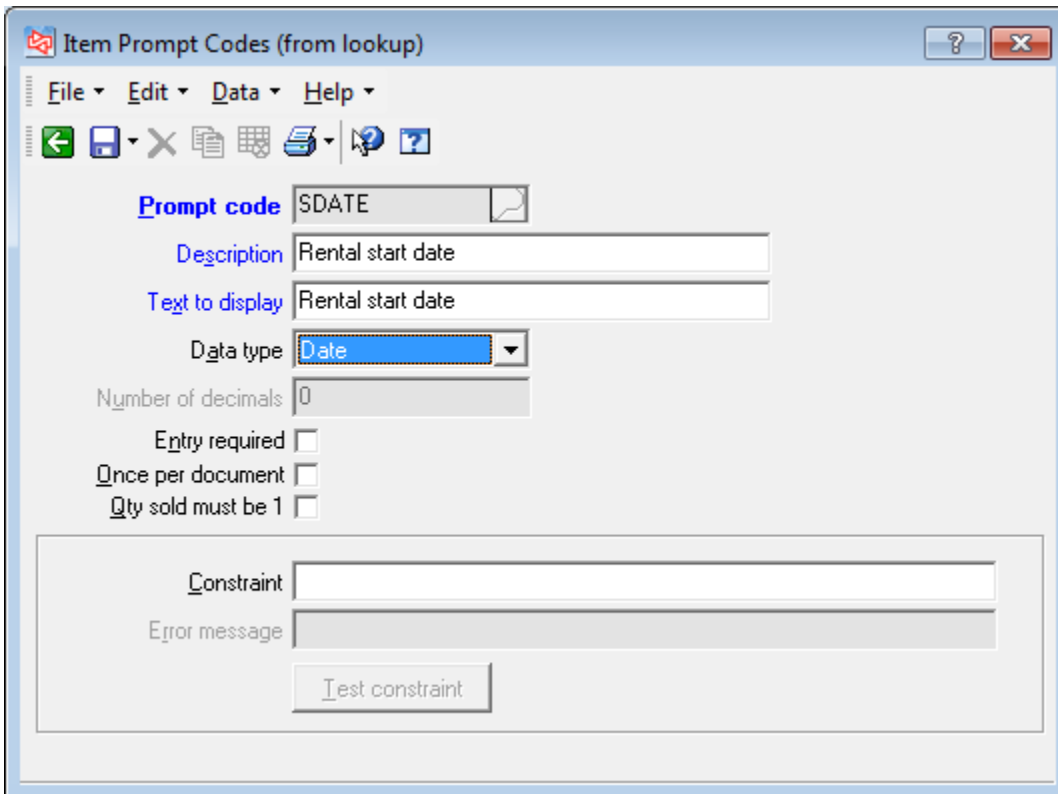 Item Prompt Codes (from lookup)
File Edit Data Help
Prompt code SDATE
Description Rental start date
Text to display Rental start date
Data type Date
Number of decimals 0
Entry required
Once per document
Qty sold must be 1
Constraint
Error message
Test constraint